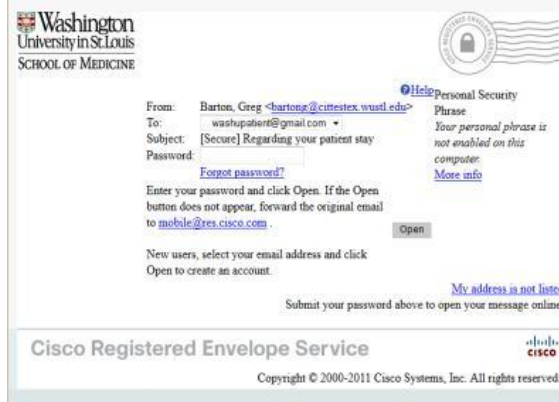 Washington
University in St.Louis
SCHOOL OF MEDICINE
Help
Personal Security
Phrase
Your personal phrase is
not enabled on this
computer.
More info
From: Barton, Greg <bartong@cittestex.wustl.edu>
To: washupatient@gmail.com
Subject: [Secure] Regarding your patient stay
Password:
Forgot password?
Enter your password and click Open. If the Open
button does not appear, forward the original email
to mobile@res.cisco.com .
Open
New users, select your email address and click
Open to create an account.
My address is not listed
Submit your password above to open your message online
Cisco Registered Envelope Service
CISCO
Copyright © 2000-2011 Cisco Systems, Inc. All rights reserved